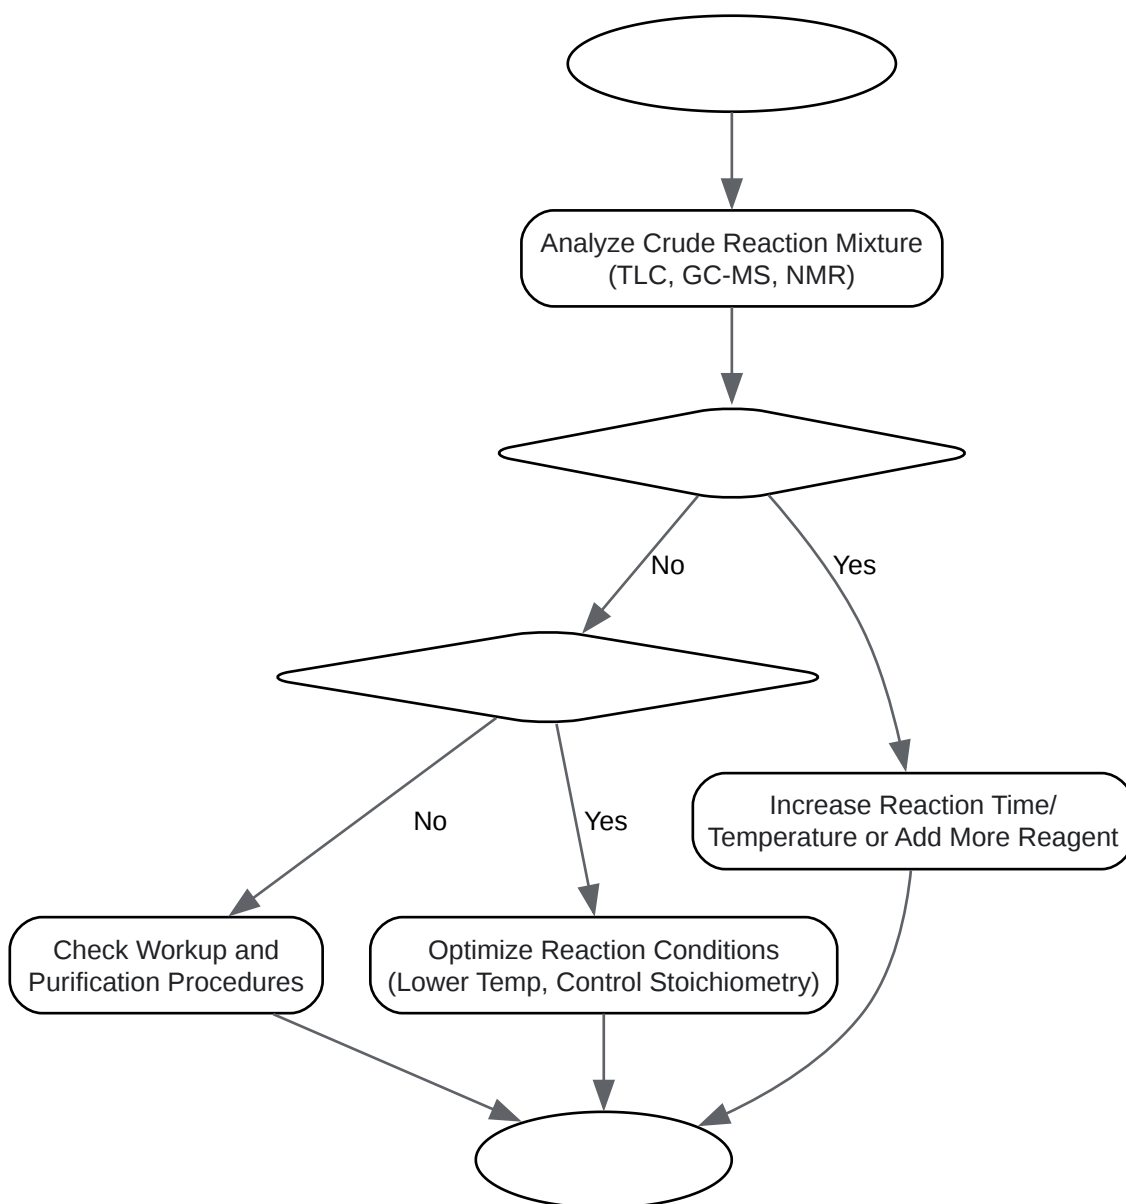 Analyze Crude Reaction Mixture
(TLC, GC-MS, NMR)
No
Yes
Increase Reaction Time/
Temperature or Add More Reagent
No
Yes
Check Workup and
Purification Procedures
Optimize Reaction Conditions
(Lower Temp, Control Stoichiometry)